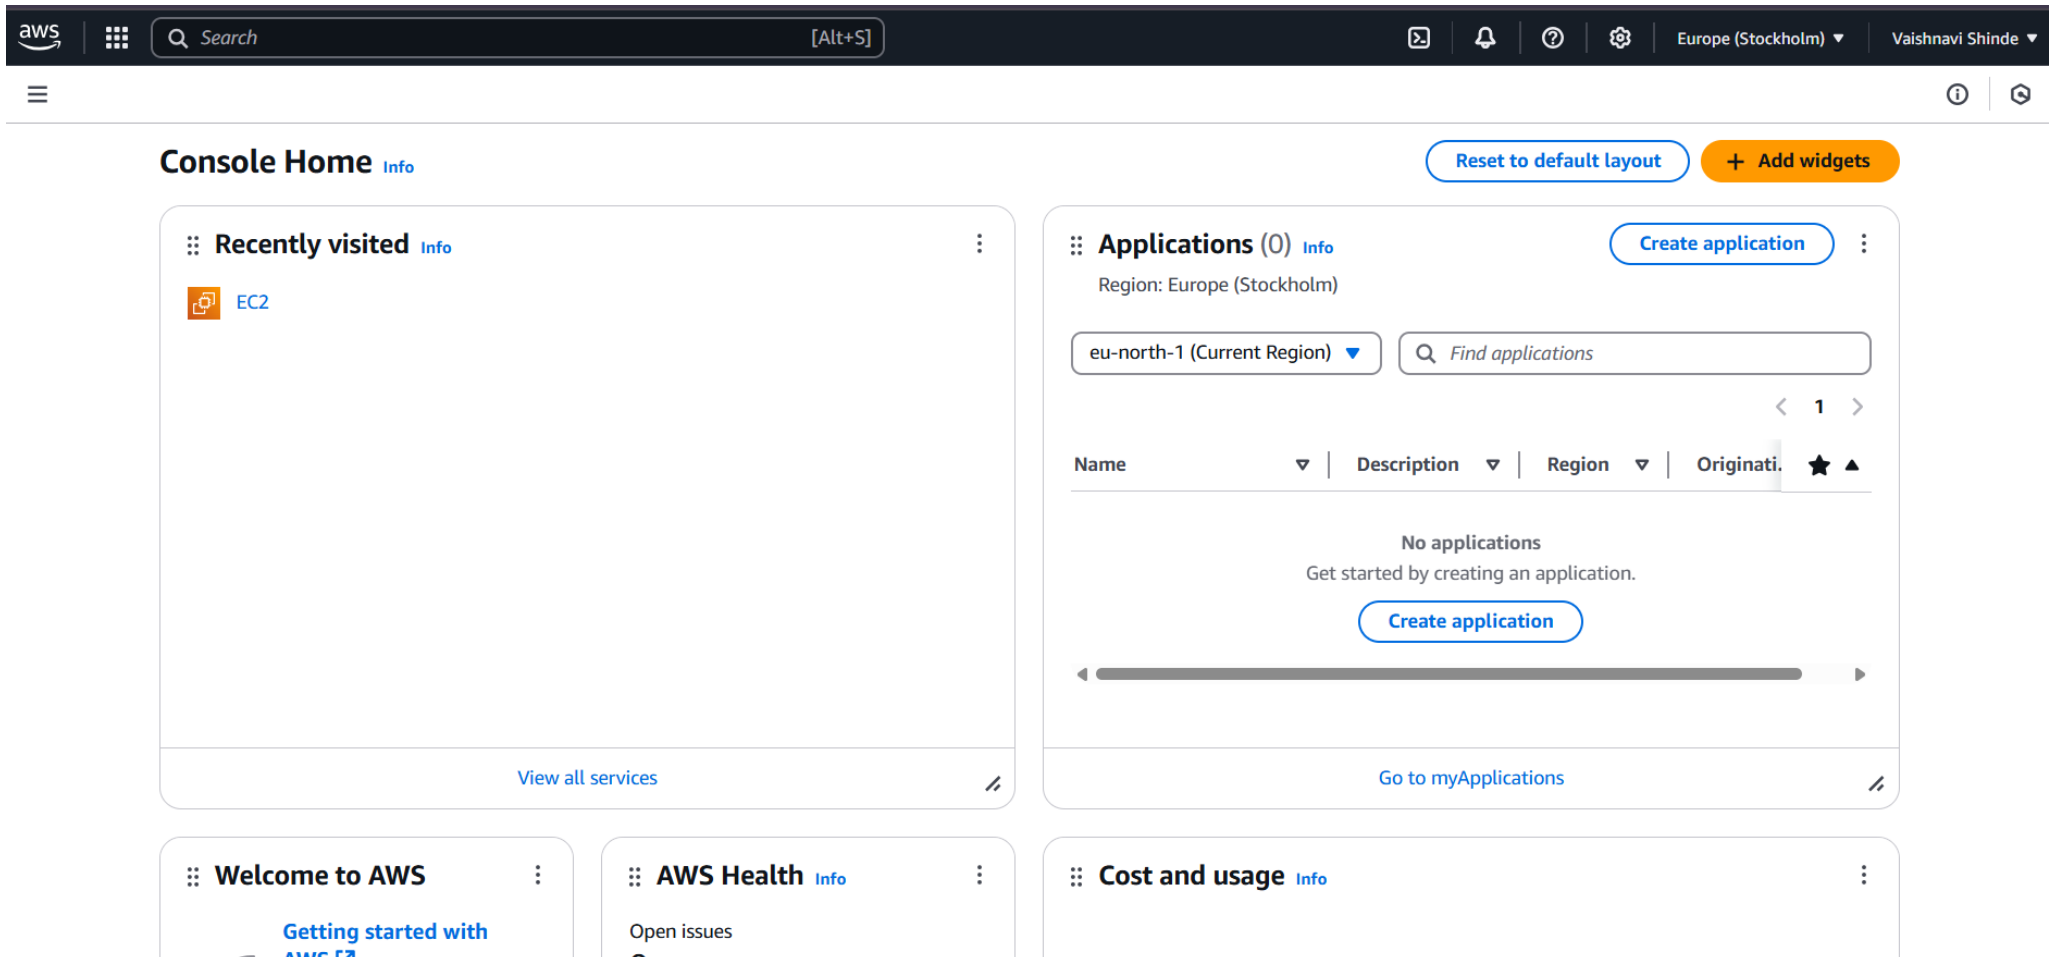 aws
Search [Alt+S]
Europe (Stockholm)
Vaishnavi Shinde
Console Home Info
Reset to default layout
+ Add widgets
Recently visited Info
EC2
View all services
Applications (0) Info
Create application
Region: Europe (Stockholm)
eu-north-1 (Current Region)
Find applications
1
Name Description Region Originati.
No applications
Get started by creating an application.
Create application
Go to myApplications
Welcome to AWS
Getting started with
AWS
AWS Health Info
Open issues
Cost and usage Info